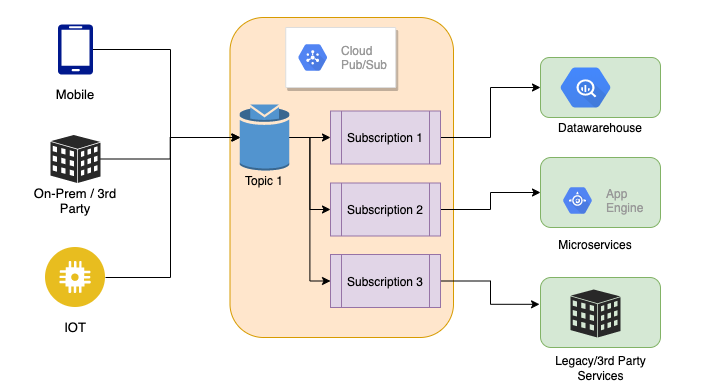 Mobile
On-Prem / 3rd
Party
IOT
Cloud
Pub/Sub
Topic 1
Subscription 1
Subscription 2
Subscription 3
Datawarehouse
App
Engine
Microservices
Legacy/3rd Party
Services